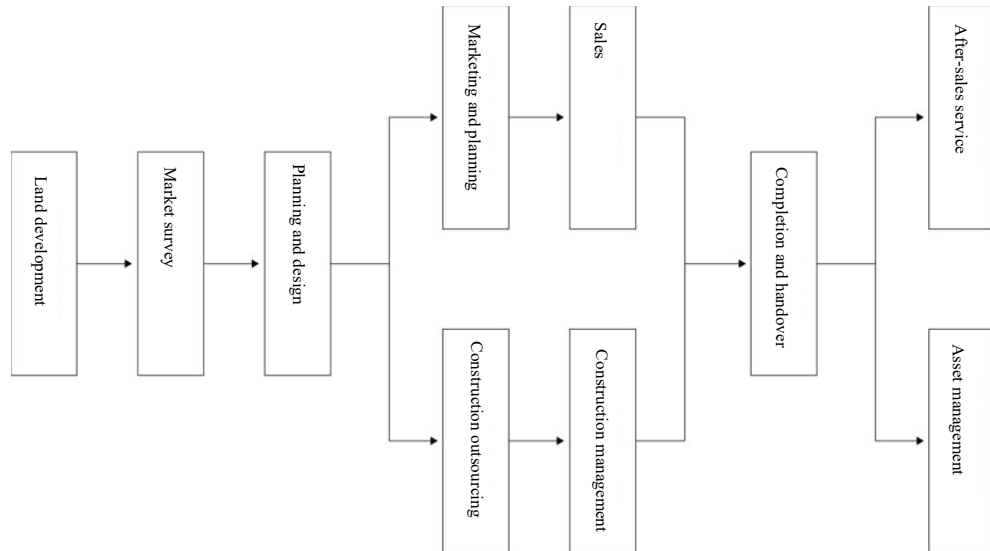 Land development
Market survey
Planning and design
Marketing and planning
Sales
Construction outsourcing
Construction management
Completion and handover
After-sales service
Asset management